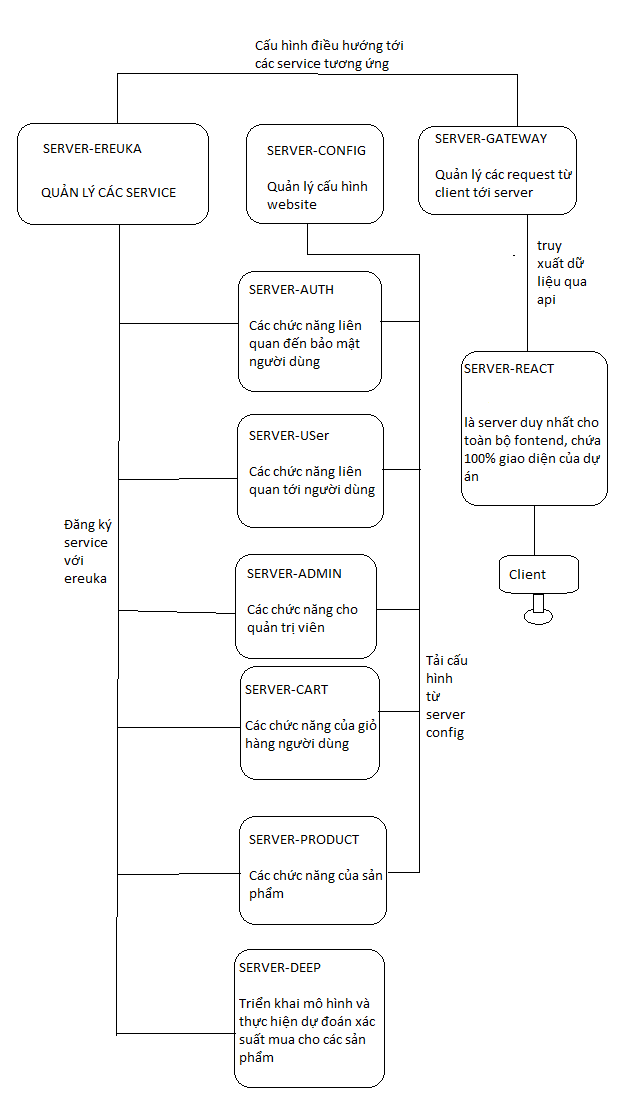 Cấu hình điều hướng tới
các service tương ứng
SERVER-EREUKA
QUẢN LÝ CÁC SERVICE
SERVER-CONFIG
Quản lý cấu hình
website
SERVER-GATEWAY
Quản lý các request từ
client tới server
truy
xuất dữ
liệu qua
api
SERVER-AUTH
Các chức năng liên
quan đến bảo mật
người dùng
SERVER-REACT
là server duy nhất cho
toàn bộ fontend, chứa
100% giao diện của dự
án
SERVER-USer
Các chức năng liên
quan tới người dùng
Đăng ký
service
với
ereuka
Client
SERVER-ADMIN
Các chức năng cho
quản trị viên
Tải cấu
hình
từ
server
config
SERVER-CART
Các chức năng của giỏ
hàng người dùng
SERVER-PRODUCT
Các chức năng của sản
phẩm
SERVER-DEEP
Triển khai mô hình và
thực hiện dự đoán xác
suất mua cho các sản
phẩm